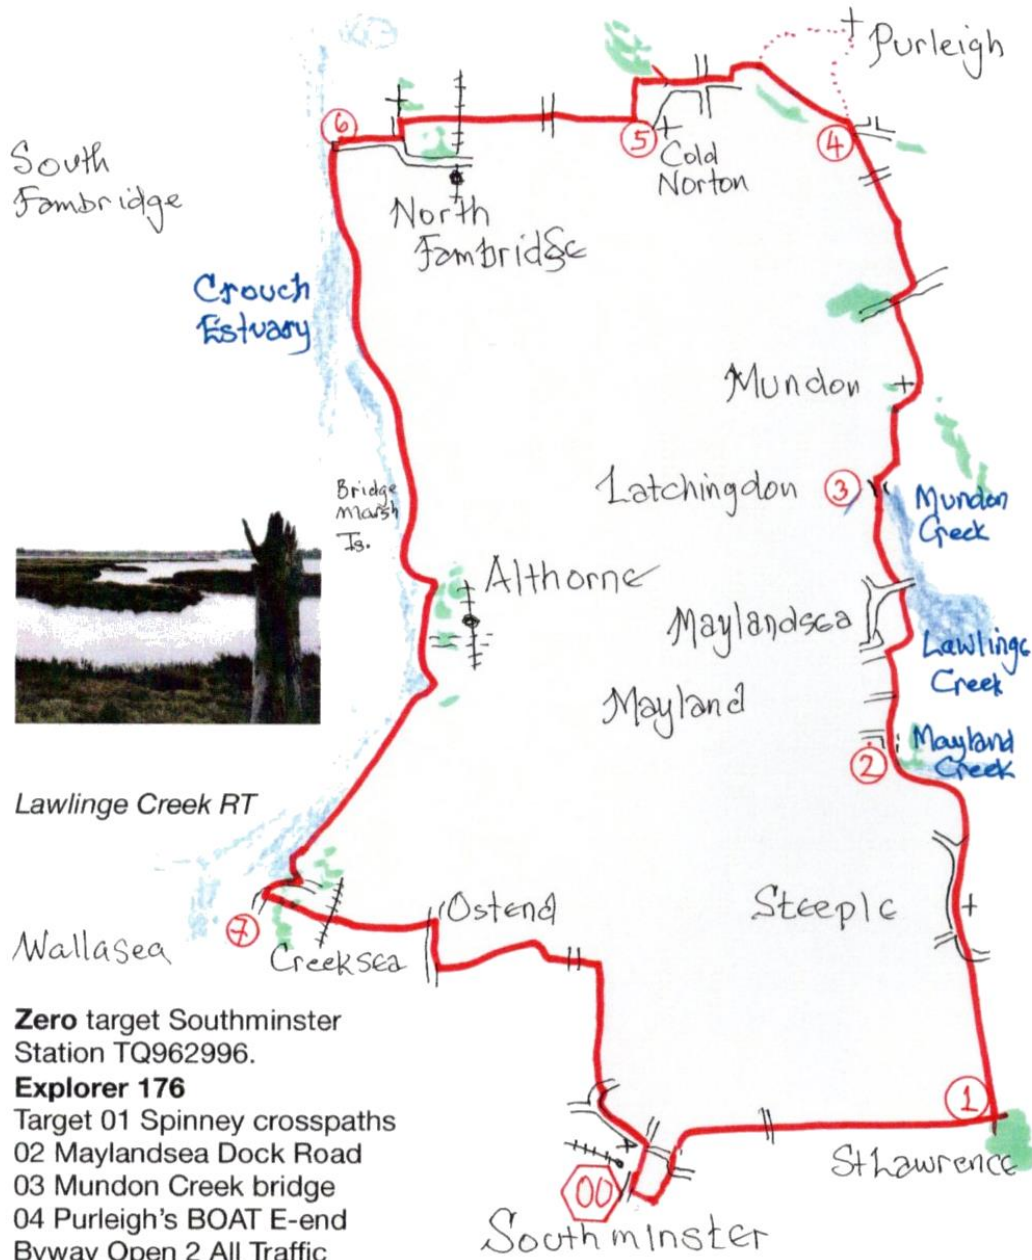 Purleigh
6
4
5
South
Fambridge
Cold
Norton
North
Fambridge
Crouch
Estuary
Mundon
Latchingdon
3
Bridge
Marsh
Is.
Mundon
Creek
Althorne
Maylandsea
Lawlinge
Creek
Mayland
Mayland
Creek
2
Lawlinge Creek RT
Ostend
Steeple
7
Wallasea
Creeksea
Zero target Southminster
Station TQ962996.
Explorer 176
Target 01 Spinney crosspaths
02 Maylandsea Dock Road
03 Mundon Creek bridge
04 Purleigh's BOAT E-end
Byway Open 2 All Traffic
1
St Lawrence
00
Southminster